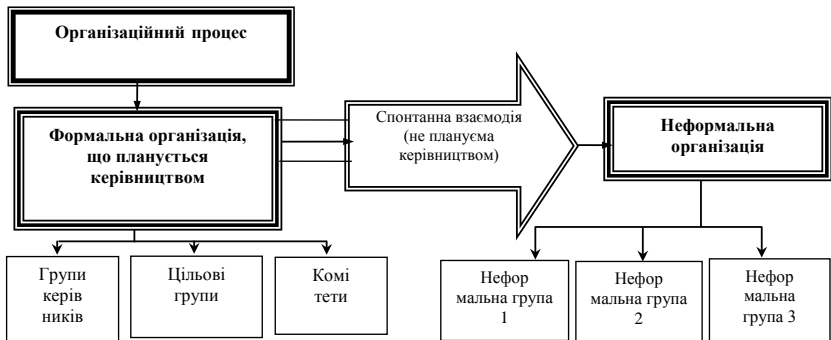 Організаційний процес
Формальна організація,
що планується
керівництвом
Спонтанна взаємодія
(не плануєма
керівництвом)
Неформальна
організація
Групи
керів
ників
Цільові
групи
Комі
тети
Нефор
мальна група
1
Нефор
мальна група
2
Нефор
мальна
група 3